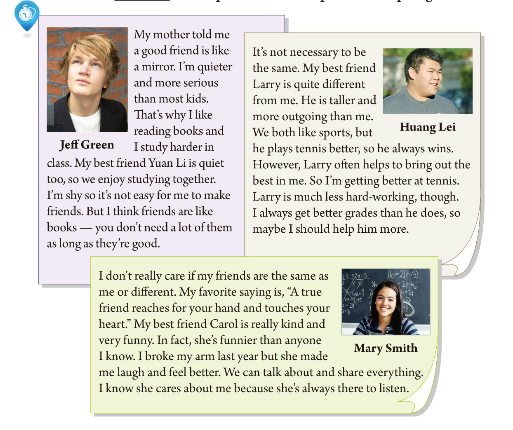 My mother told me
a good friend is like
a mirror. I'm quieter
and more serious
than most kids.
That's why I like
reading books and
I study harder in
class. My best friend Yuan Li is quiet
too, so we enjoy studying together.
I'm shy so it's not easy for me to make
friends. But I think friends are like
books — you don't need a lot of them
as long as they're good.
Jeff Green
It's not necessary to be
the same. My best friend
Larry is quite different
from me. He is taller and
more outgoing than me.
We both like sports, but
he plays tennis better, so he always wins.
However, Larry often helps to bring out the
best in me. So I'm getting better at tennis.
Larry is much less hard-working, though.
I always get better grades than he does, so
maybe I should help him more.
Huang Lei
I don't really care if my friends are the same as
me or different. My favorite saying is, "A true
friend reaches for your hand and touches your
heart." My best friend Carol is really kind and
very funny. In fact, she's funnier than anyone
I know. I broke my arm last year but she made
me laugh and feel better. We can talk about and share everything.
I know she cares about me because she's always there to listen.
Mary Smith